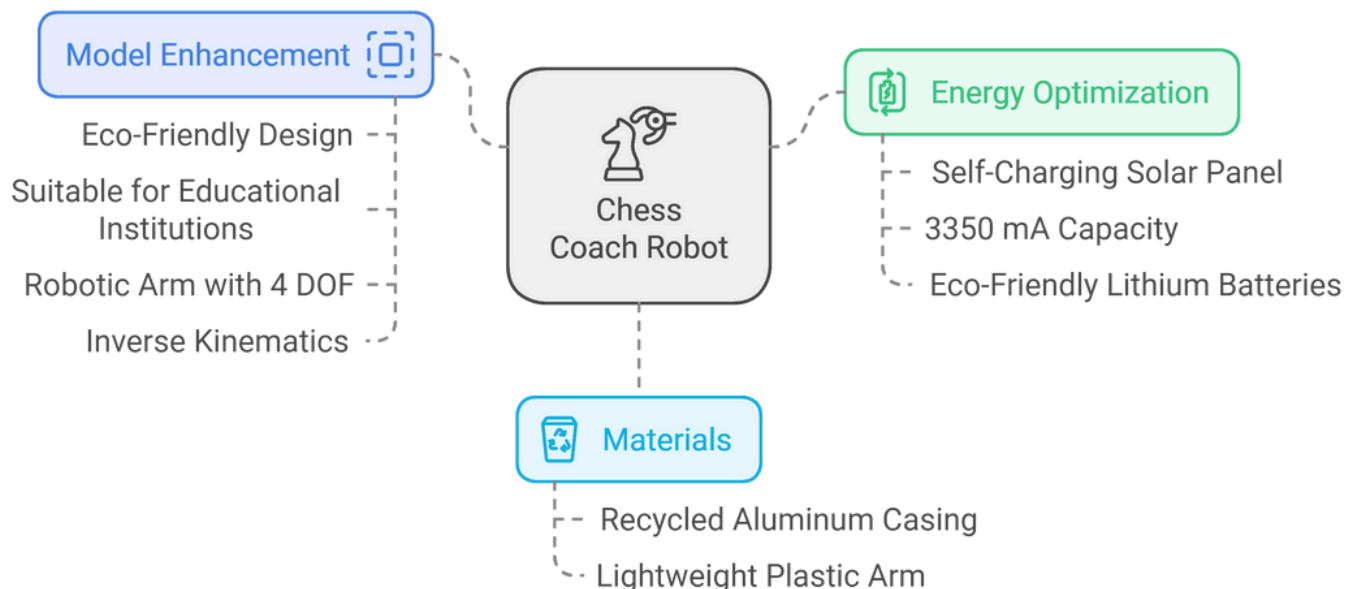 Model Enhancement
Eco-Friendly Design
Suitable for Educational
Institutions
Robotic Arm with 4 DOF
Inverse Kinematics
Chess
Coach Robot
Energy Optimization
Self-Charging Solar Panel
3350 mA Capacity
Eco-Friendly Lithium Batteries
Materials
Recycled Aluminum Casing
Lightweight Plastic Arm